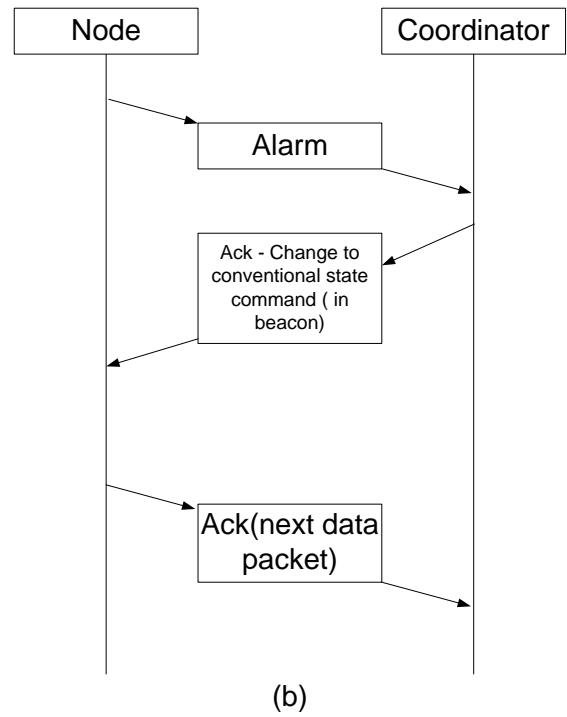 Node
Coordinator
Alarm
Ack - Change to
conventional state
command ( in
beacon)
Ack(next data
packet)
(b)